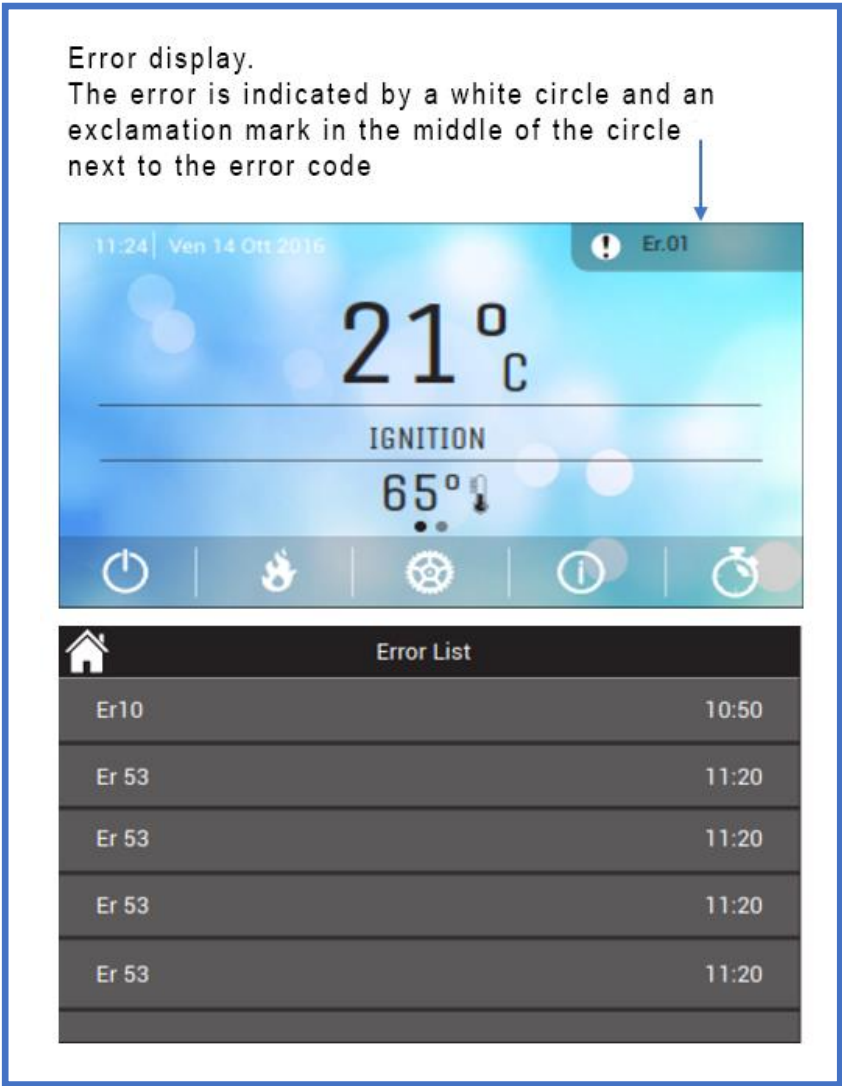 Error display.
The error is indicated by a white circle and an
exclamation mark in the middle of the circle
next to the error code
11:24 Ven 14 Ott 2016
! Er.01
21°C
IGNITION
65°
Error List
Er10 10:50
Er 53 11:20
Er 53 11:20
Er 53 11:20
Er 53 11:20